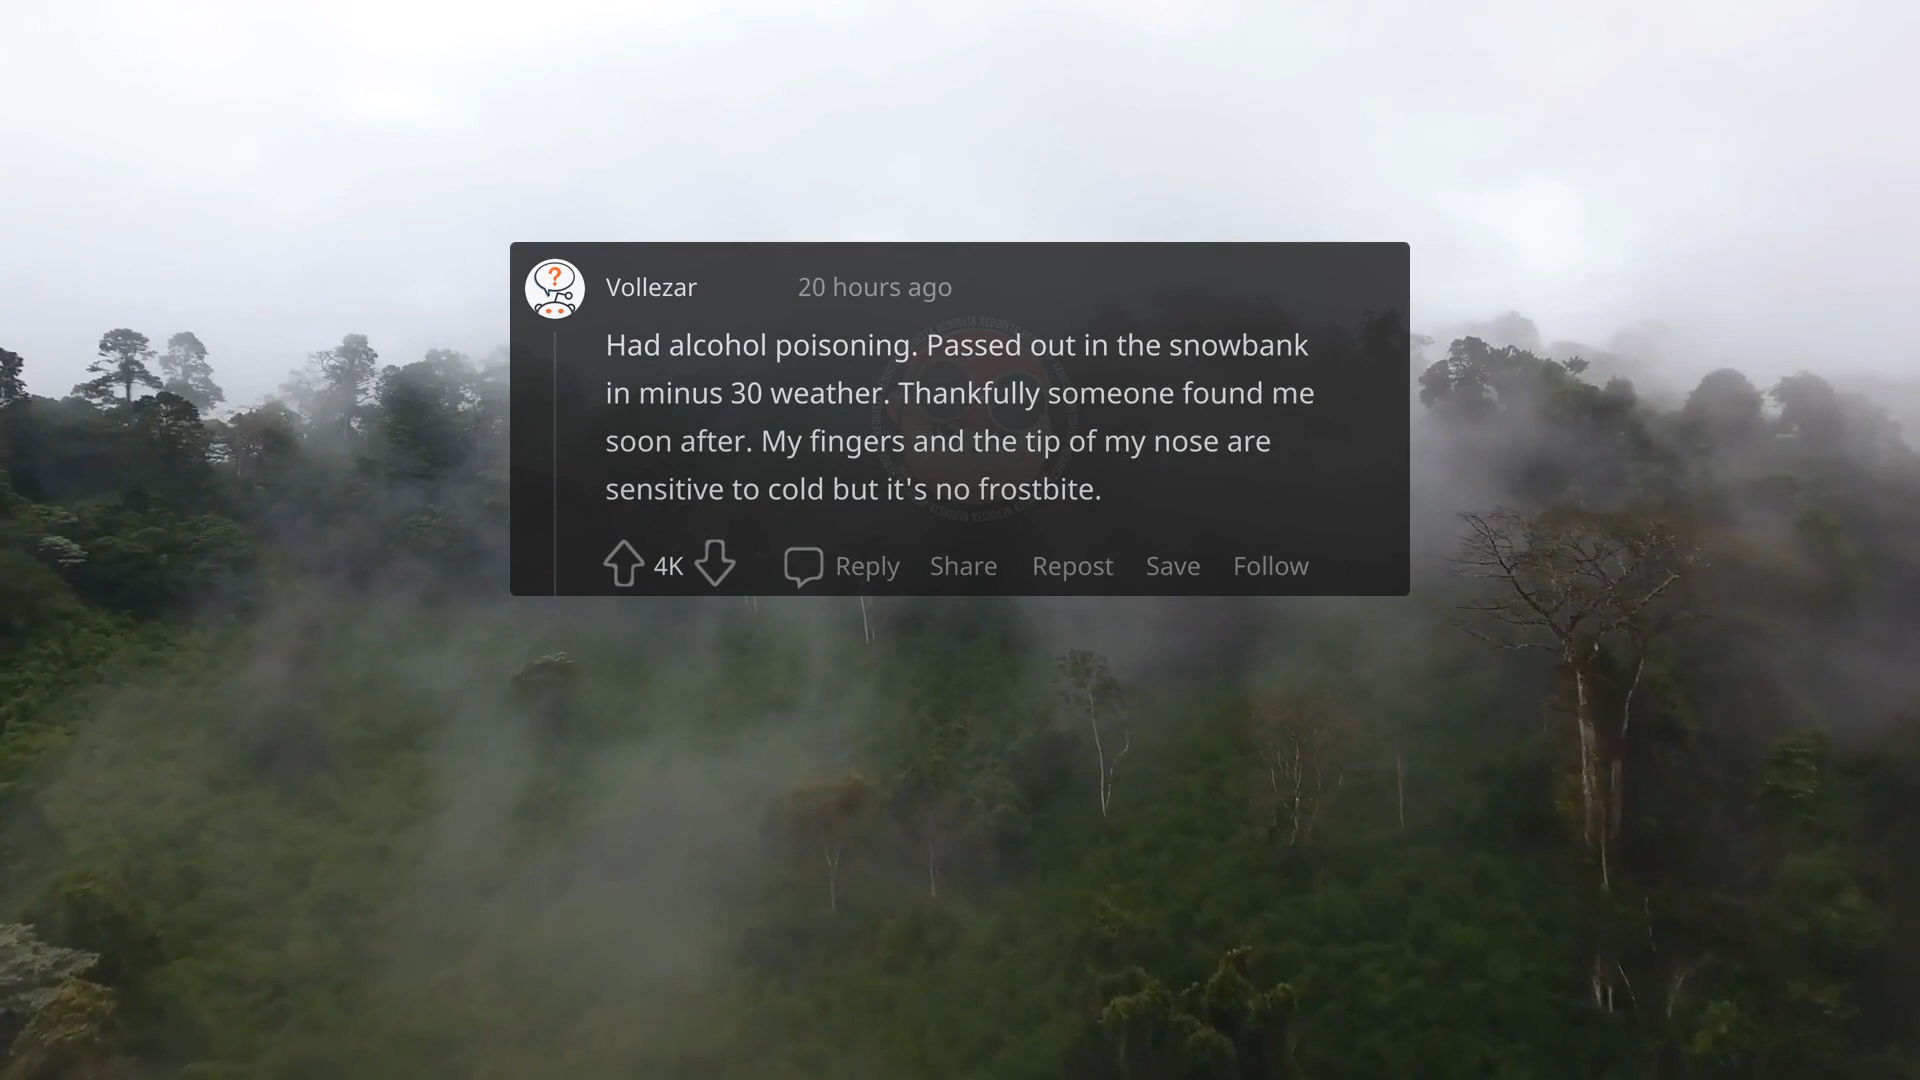 Vollezar 20 hours ago
Had alcohol poisoning. Passed out in the snowbank
in minus 30 weather. Thankfully someone found me
soon after. My fingers and the tip of my nose are
sensitive to cold but it's no frostbite.
4K Reply Share Repost Save Follow